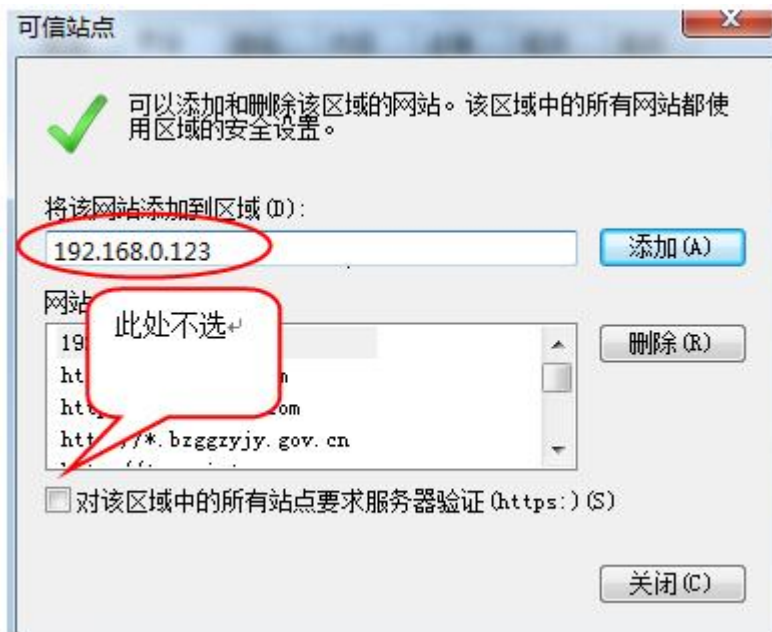 可信站点
可以添加和删除该区域的网站。该区域中的所有网站都使
用区域的安全设置。
将该网站添加到区域(D):
192.168.0.123
添加(A)
网站
此处不选
删除(R)
*.bzggzyjy.gov.cn
对该区域中的所有站点要求服务器验证(https:)(S)
关闭(C)